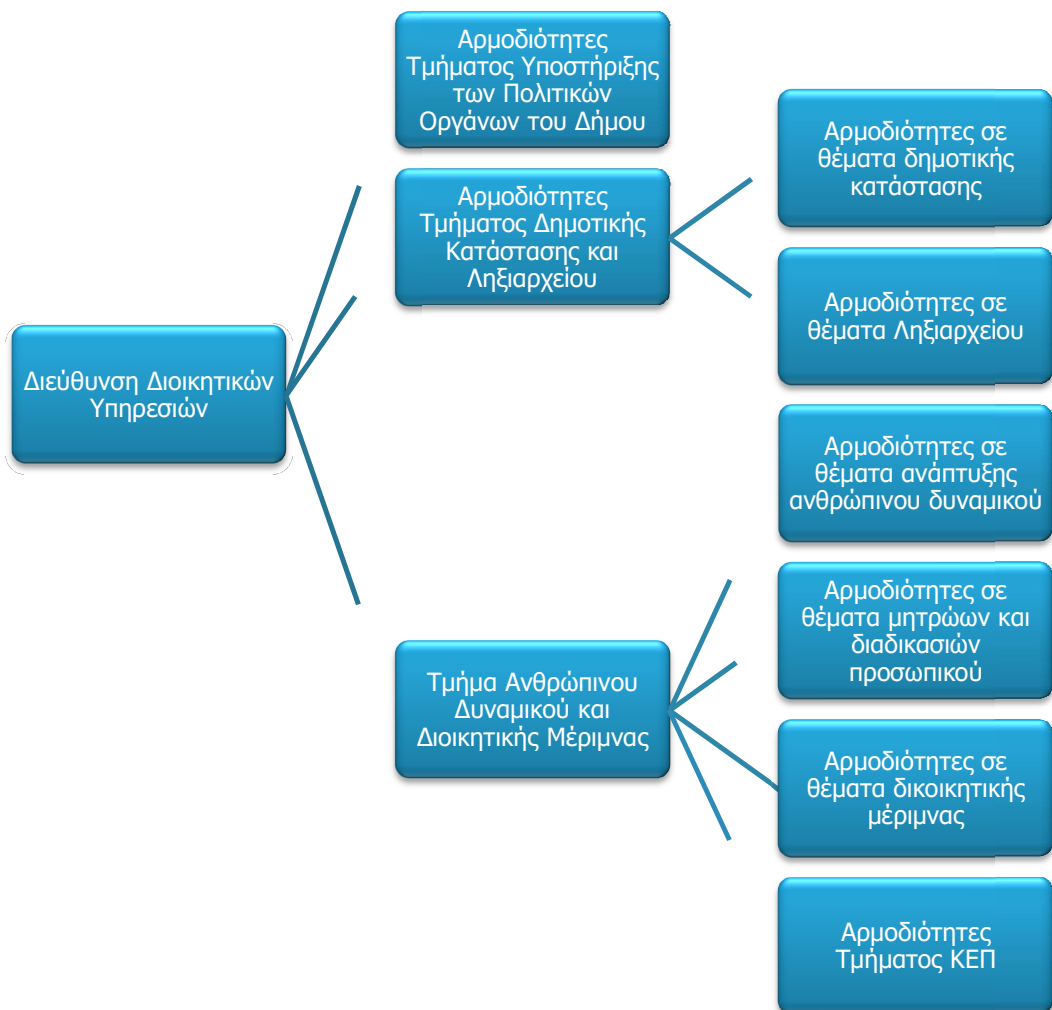 Διεύθυνση Διοικητικών
Υπηρεσιών
Αρμοδιότητες
Τμήματος Υποστήριξης
των Πολιτικών
Οργάνων του Δήμου
Αρμοδιότητες
Τμήματος Δημοτικής
Κατάστασης και
Ληξιαρχείου
Αρμοδιότητες σε
θέματα δημοτικής
κατάστασης
Αρμοδιότητες σε
θέματα Ληξιαρχείου
Τμήμα Ανθρώπινου
Δυναμικού και
Διοικητικής Μέριμνας
Αρμοδιότητες σε
θέματα ανάπτυξης
ανθρώπινου δυναμικού
Αρμοδιότητες σε
θέματα μητρώων και
διαδικασιών
προσωπικού
Αρμοδιότητες σε
θέματα δικοικητικής
μέριμνας
Αρμοδιότητες
Τμήματος ΚΕΠ